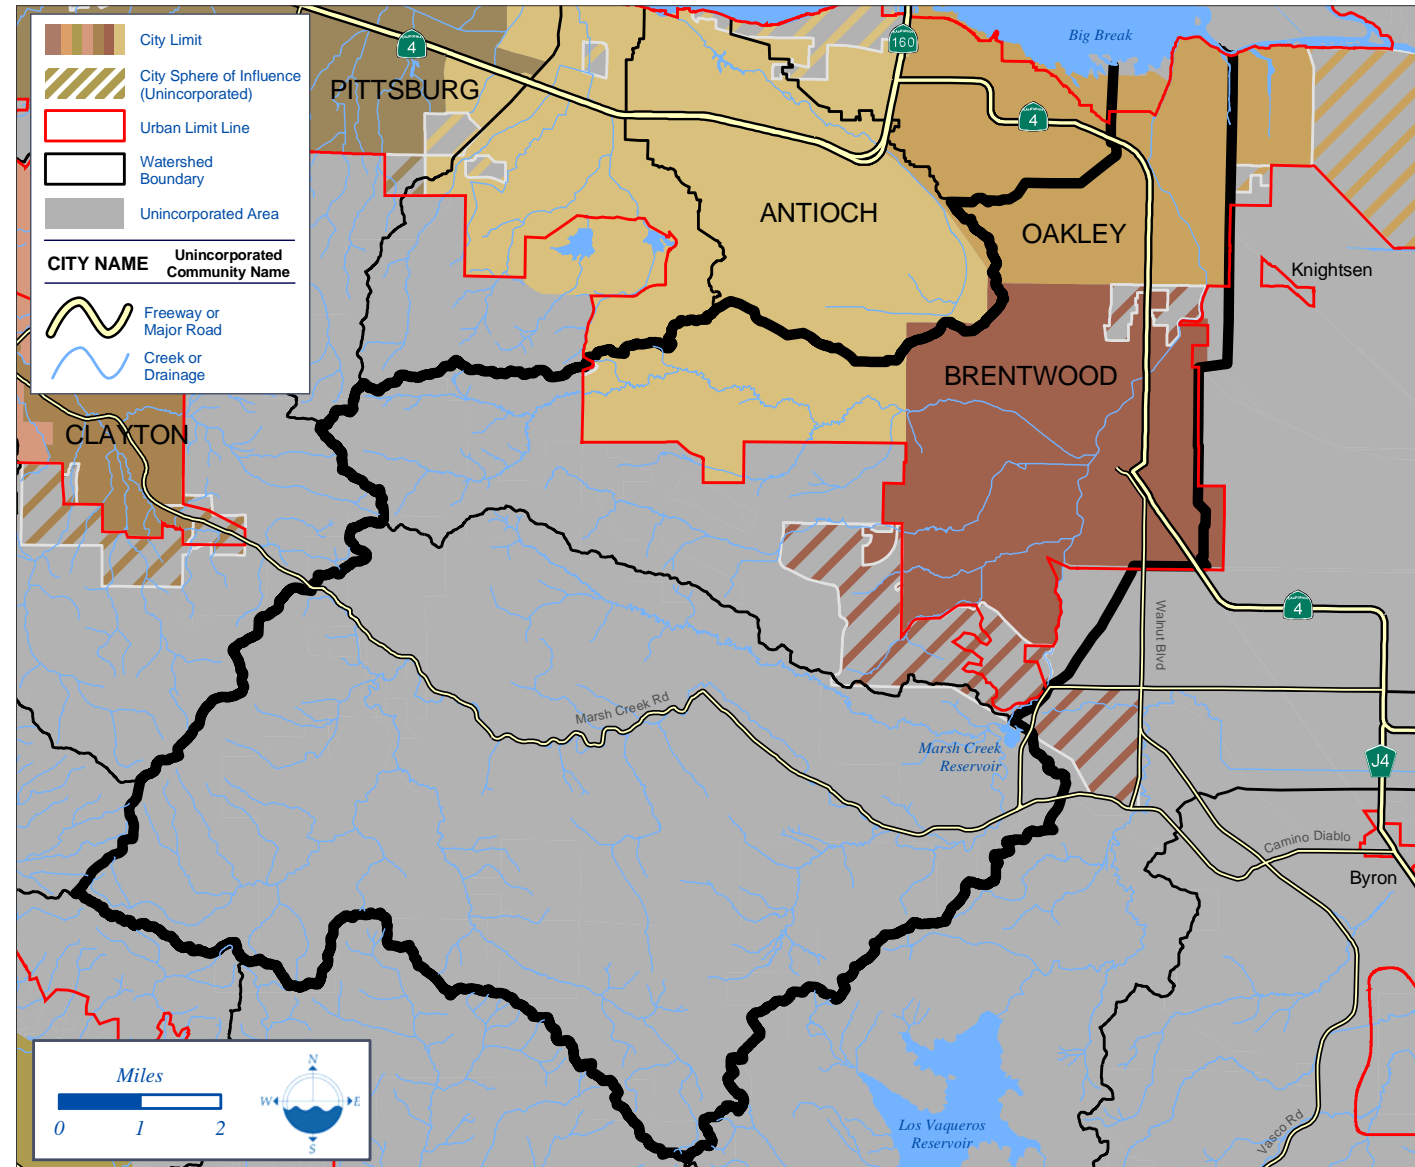 City Limit
City Sphere of Influence
(Unincorporated)
Urban Limit Line
Watershed
Boundary
Unincorporated Area
CITY NAME
Unincorporated
Community Name
Freeway or
Major Road
Creek or
Drainage
4
160
Big Break
PITTSBURG
4
ANTIOCH
OAKLEY
Knightsen
BRENTWOOD
CLAYTON
4
Walnut Blvd
Marsh Creek Rd
Marsh Creek
Reservoir
J4
Camino Diablo
Byron
Los Vaqueros
Reservoir
Vasco Rd
Miles
0 1 2
N
W E
S